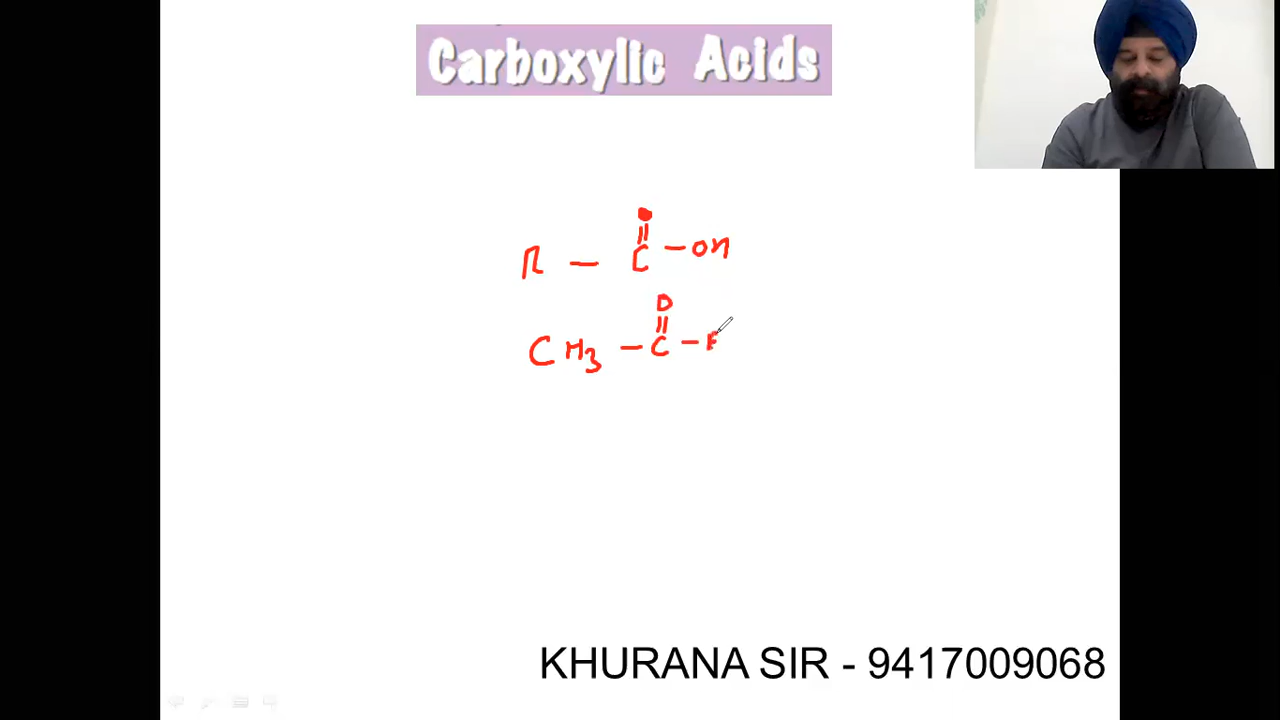 Carboxylic Acids
O
R - C - OH
O
CH3 - C -
KHURANA SIR - 9417009068